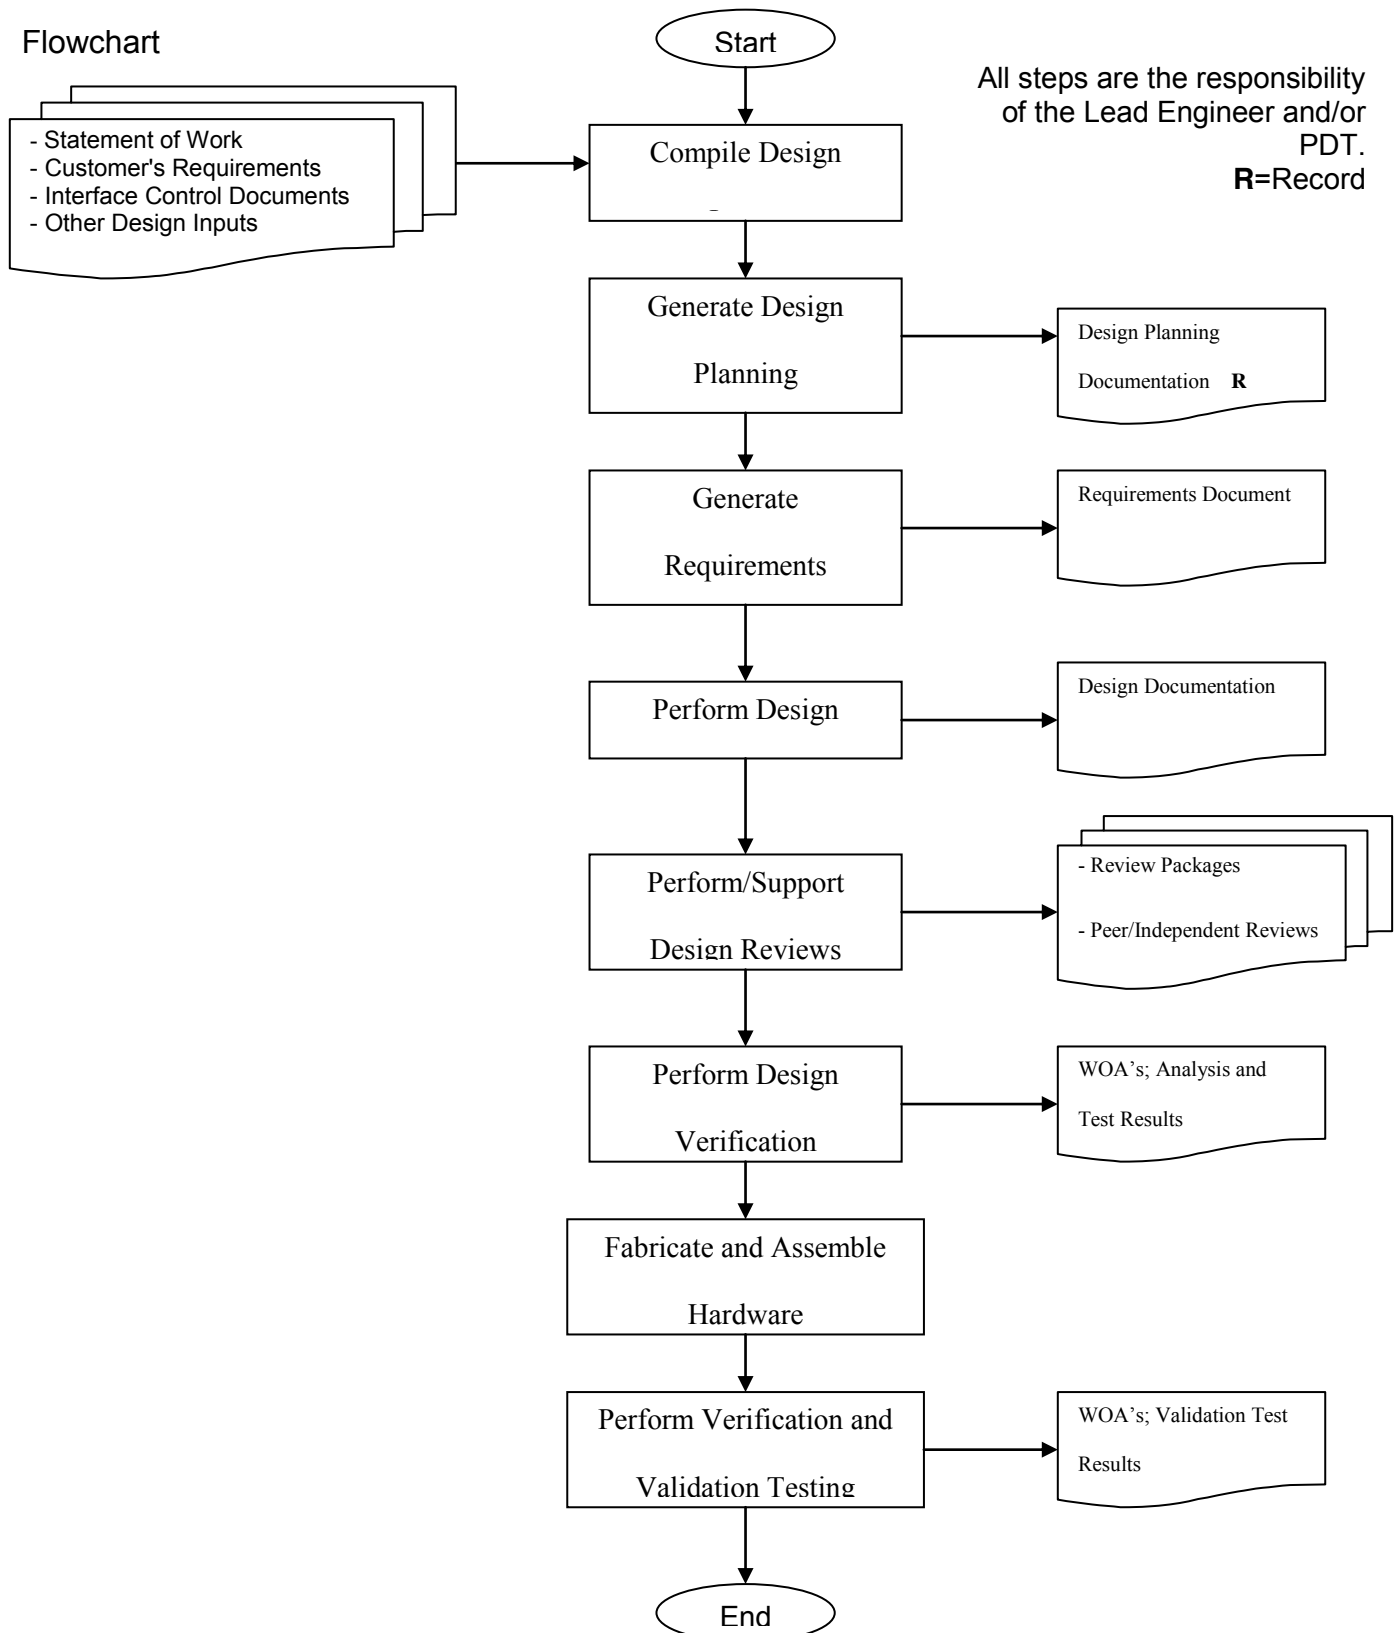 Flowchart
Start
All steps are the responsibility
of the Lead Engineer and/or
PDT.
R=Record
- Statement of Work
- Customer's Requirements
- Interface Control Documents
- Other Design Inputs
Compile Design
Generate Design
Planning
Design Planning
Documentation R
Generate
Requirements
Requirements Document
Perform Design
Design Documentation
Perform/Support
Design Reviews
- Review Packages
- Peer/Independent Reviews
Perform Design
Verification
WOA's; Analysis and
Test Results
Fabricate and Assemble
Hardware
Perform Verification and
Validation Testing
WOA's; Validation Test
Results
End